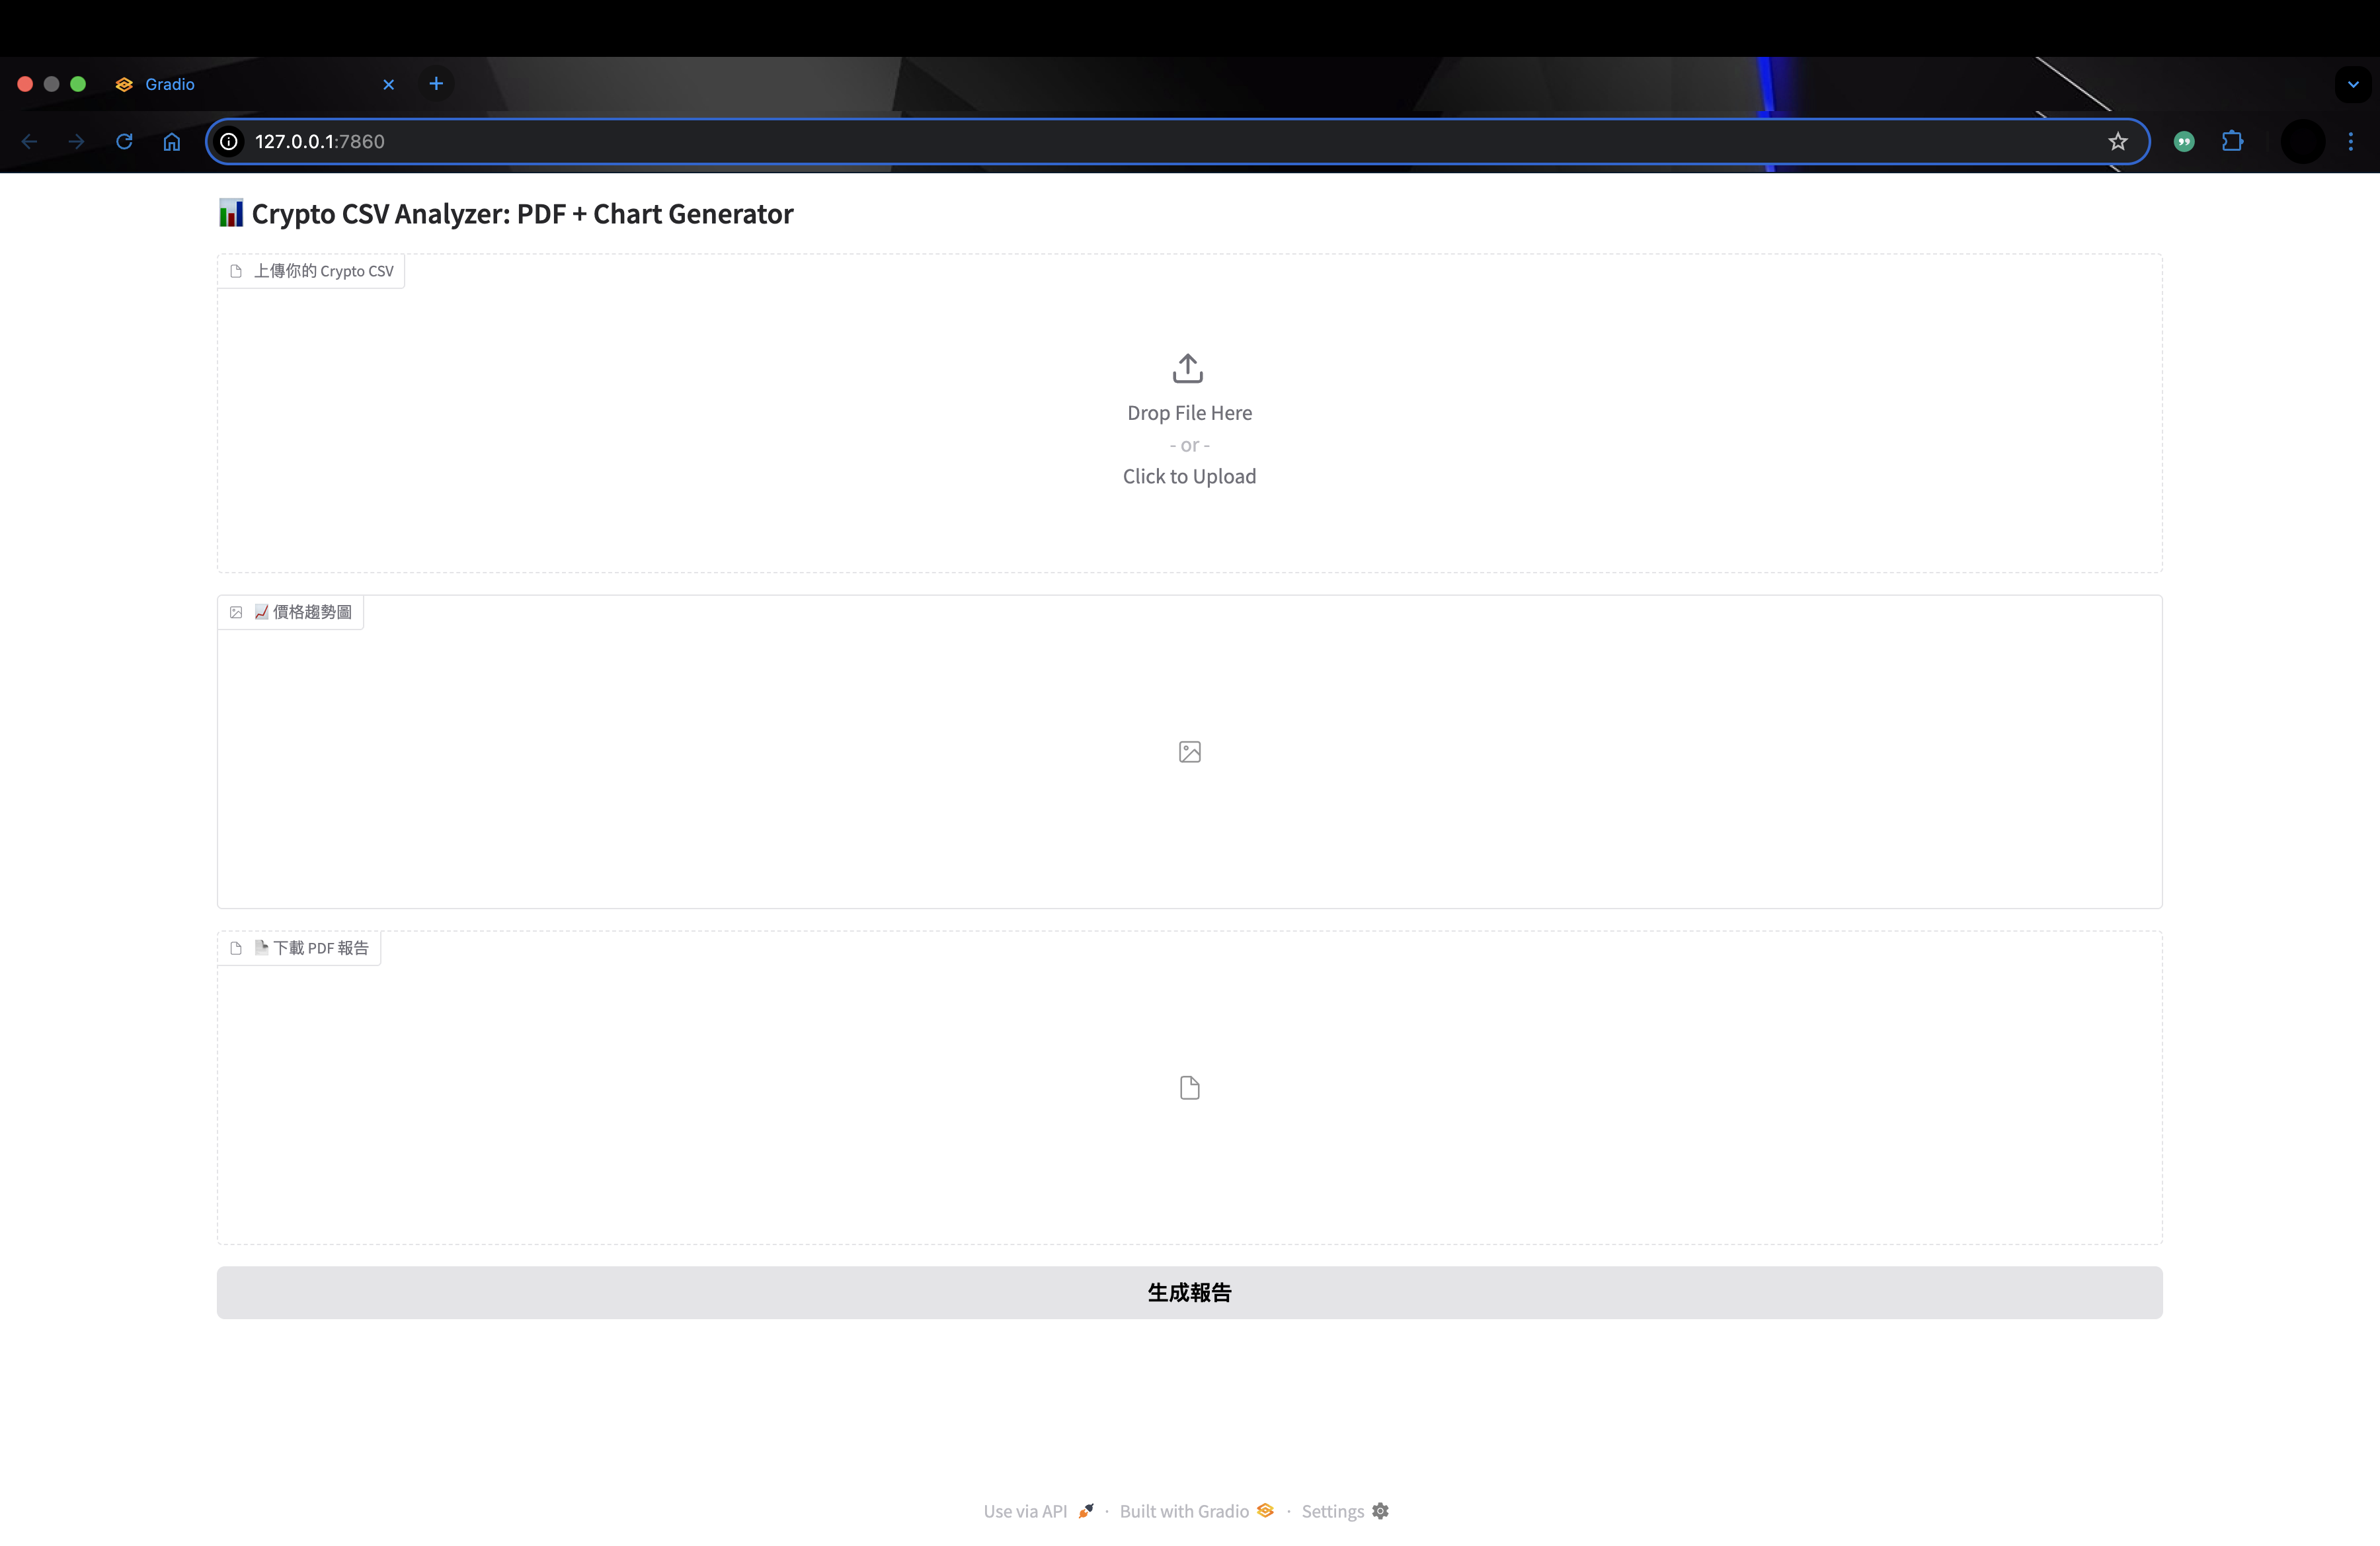 Gradio
127.0.0.1:7860
📊 Crypto CSV Analyzer: PDF + Chart Generator
上傳你的 Crypto CSV
Drop File Here
- or -
Click to Upload
📈 價格趨勢圖
下載 PDF 報告
生成報告
Use via API 🚀 · Built with Gradio · Settings